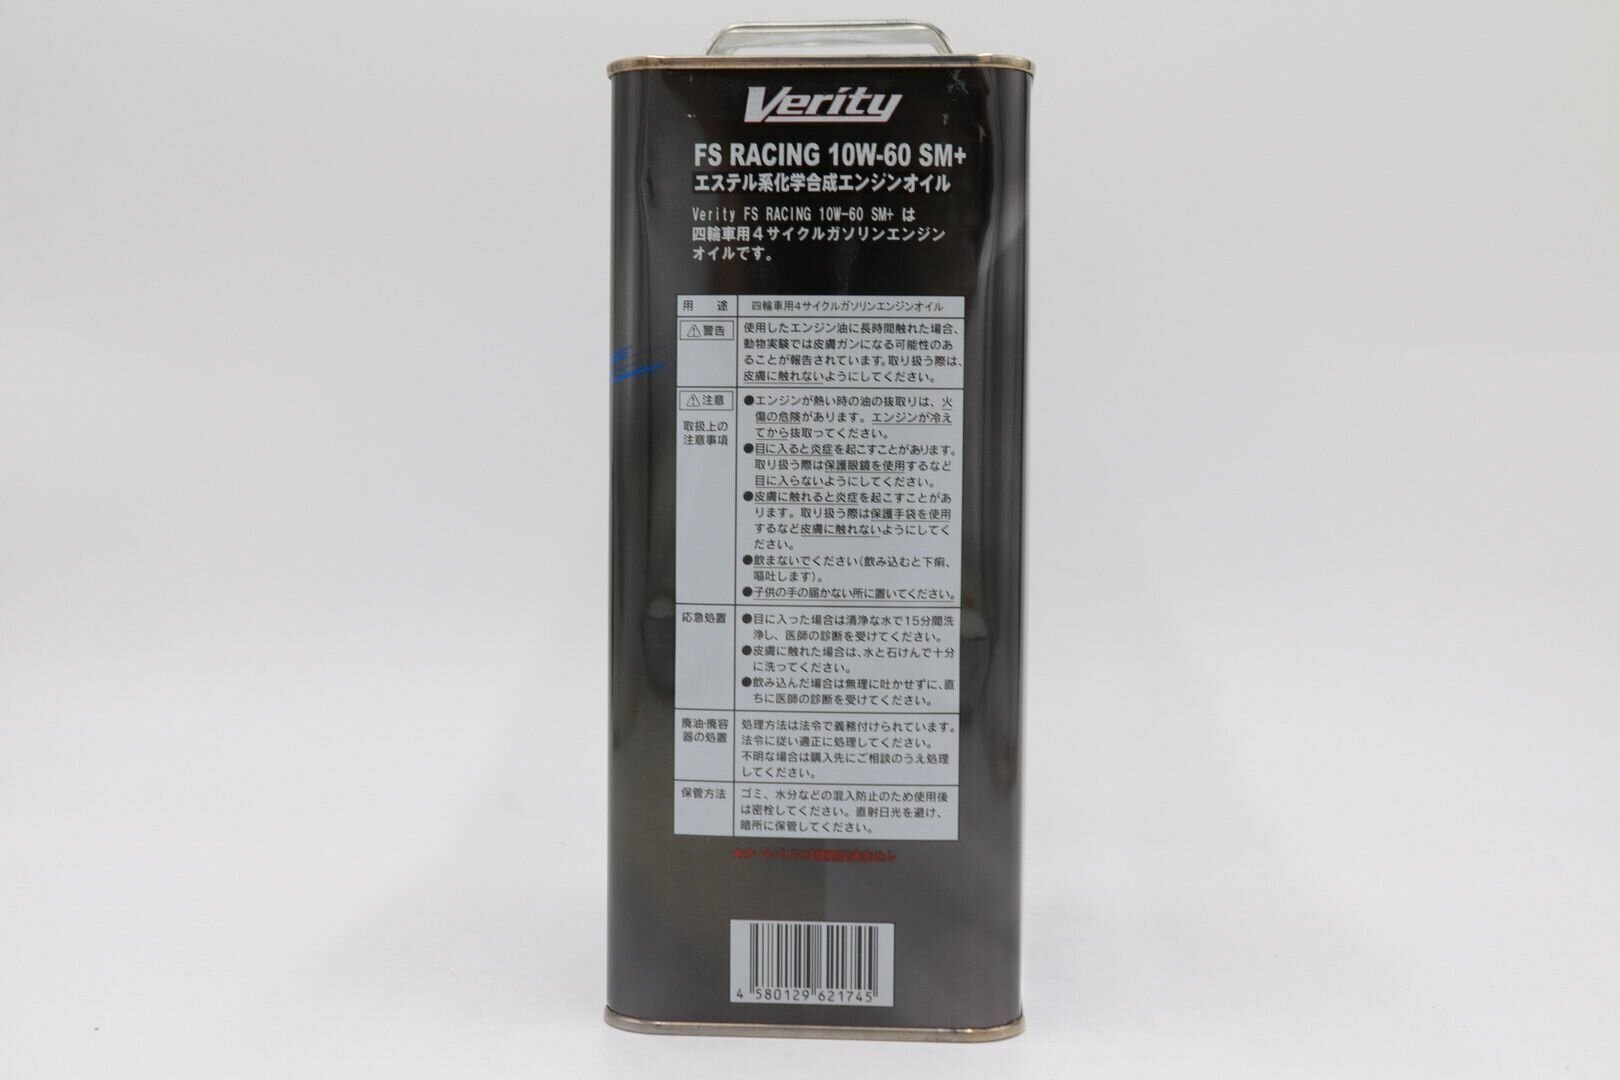 Verity
FS RACING 10W-60 SM+
エステル系化学合成エンジンオイル
Verity FS RACING 10W-60 SM+ は
四輪車用4サイクルガソリンエンジン
オイルです。
用 途
四輪車用4サイクルガソリンエンジンオイル
警告
使用したエンジン油に長時間触れた場合、
動物実験では皮膚ガンになる可能性のあ
ることが報告されています。取り扱う際は、
皮膚に触れないようにしてください。
注意
取扱上の
注意事項
●エンジンが熱い時の油の抜取りは、火
傷の危険があります。エンジンが冷え
てから抜取ってください。
●目に入ると炎症を起こすことがあります。
取り扱う際は保護眼鏡を使用するなど
目に入らないようにしてください。
●皮膚に触れると炎症を起こすことがあ
ります。取り扱う際は保護手袋を使用
するなど皮膚に触れないようにしてく
ださい。
●飲まないでください(飲み込むと下痢、
嘔吐します)。
●子供の手の届かない所に置いてください。
応急処置
●目に入った場合は清浄な水で15分間洗
浄し、医師の診断を受けてください。
●皮膚に触れた場合は、水と石けんで十分
に洗ってください。
●飲み込んだ場合は無理に吐かせずに、直
ちに医師の診断を受けてください。
廃油・廃容
器の処置
処理方法は法令で義務付けられています。
法令に従い適正に処理してください。
不明な場合は購入先にご相談のうえ処理
してください。
保管方法
ゴミ、水分などの混入防止のため使用後
は密栓してください。直射日光を避け、
暗所に保管してください。
4 580129 621745